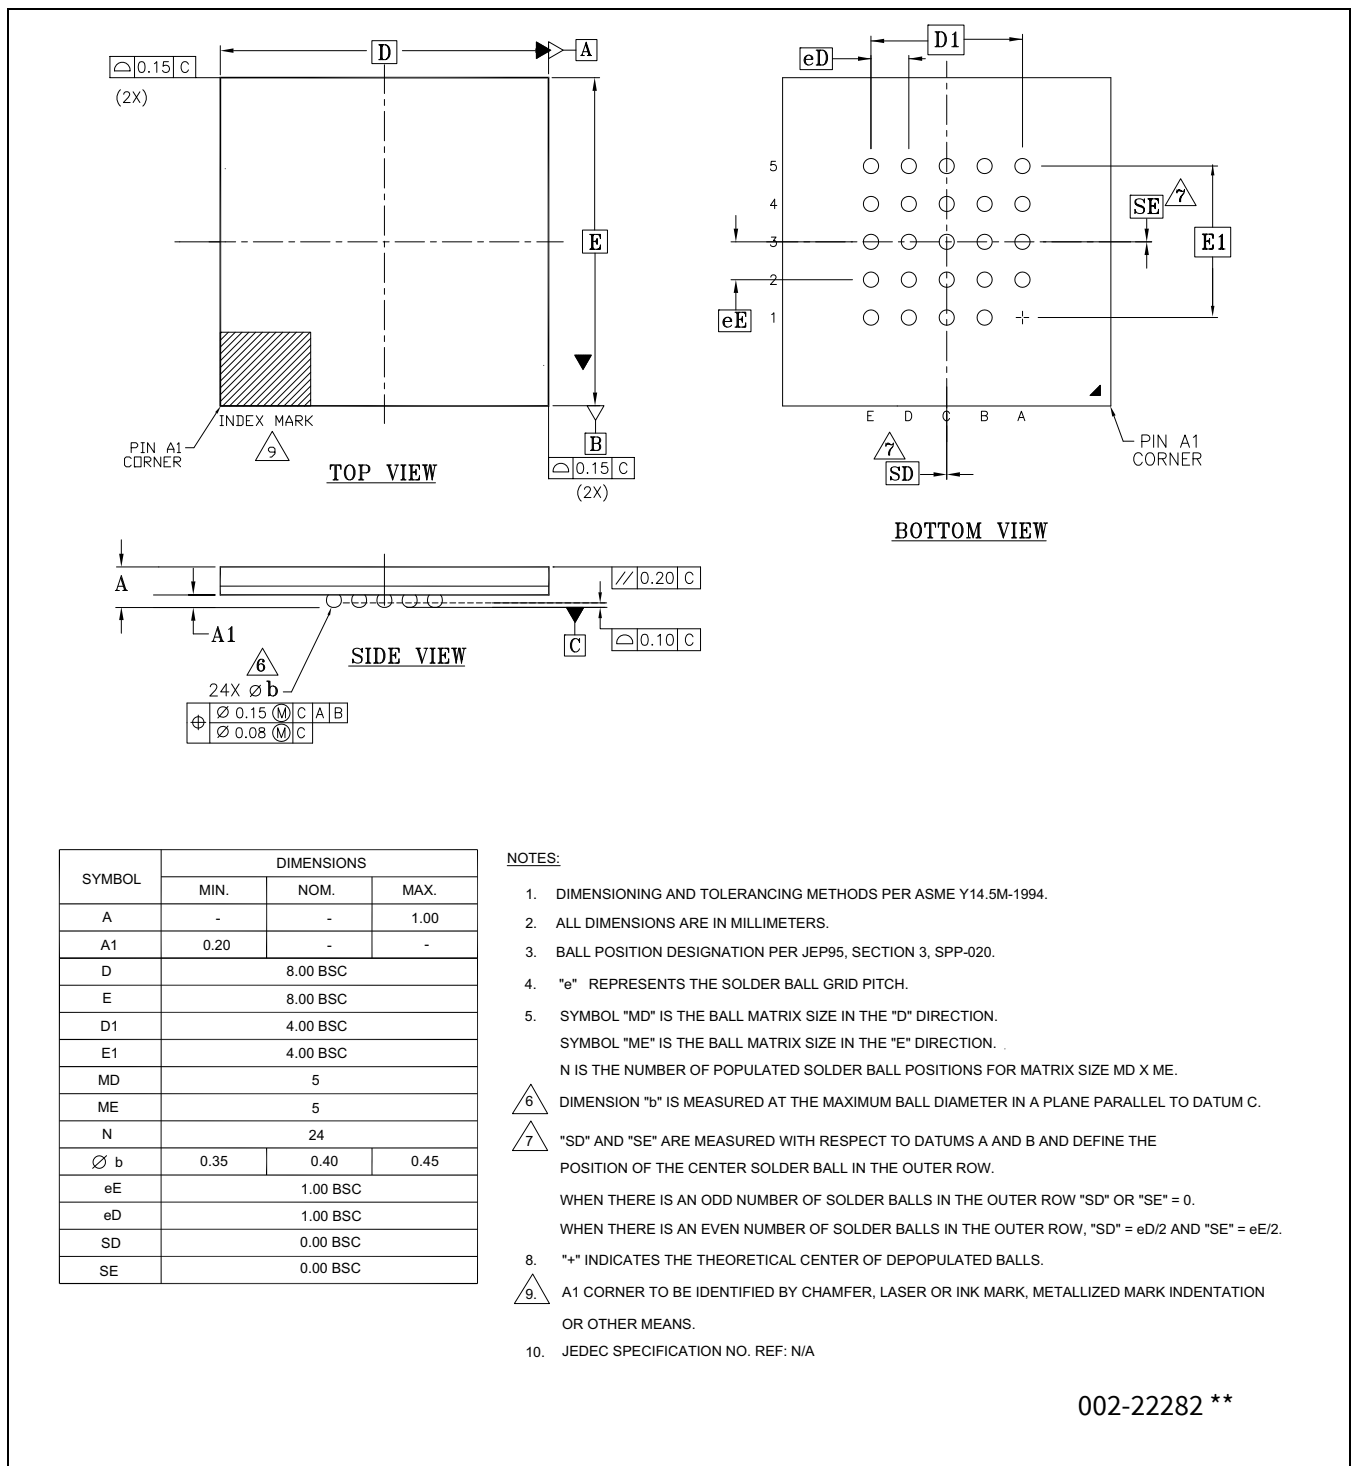 D
A
0.15 C
(2X)
E
INDEX MARK
9
PIN A1
CORNER
B
0.15 C
(2X)
TOP VIEW
D1
eD
5
4
3
2
1
SE
7
E1
eE
E D C B A
7
SD
PIN A1
CORNER
BOTTOM VIEW
A
A1
// 0.20 C
C
0.10 C
6
SIDE VIEW
24X ⌀ b
⌖ ⌀ 0.15 Ⓜ C A B
⌀ 0.08 Ⓜ C
SYMBOL DIMENSIONS
MIN. NOM. MAX.
A - - 1.00
A1 0.20 - -
D 8.00 BSC
E 8.00 BSC
D1 4.00 BSC
E1 4.00 BSC
MD 5
ME 5
N 24
⌀ b 0.35 0.40 0.45
eE 1.00 BSC
eD 1.00 BSC
SD 0.00 BSC
SE 0.00 BSC
NOTES:
1. DIMENSIONING AND TOLERANCING METHODS PER ASME Y14.5M-1994.
2. ALL DIMENSIONS ARE IN MILLIMETERS.
3. BALL POSITION DESIGNATION PER JEP95, SECTION 3, SPP-020.
4. "e" REPRESENTS THE SOLDER BALL GRID PITCH.
5. SYMBOL "MD" IS THE BALL MATRIX SIZE IN THE "D" DIRECTION.
SYMBOL "ME" IS THE BALL MATRIX SIZE IN THE "E" DIRECTION.
N IS THE NUMBER OF POPULATED SOLDER BALL POSITIONS FOR MATRIX SIZE MD X ME.
6 DIMENSION "b" IS MEASURED AT THE MAXIMUM BALL DIAMETER IN A PLANE PARALLEL TO DATUM C.
7 "SD" AND "SE" ARE MEASURED WITH RESPECT TO DATUMS A AND B AND DEFINE THE
POSITION OF THE CENTER SOLDER BALL IN THE OUTER ROW.
WHEN THERE IS AN ODD NUMBER OF SOLDER BALLS IN THE OUTER ROW "SD" OR "SE" = 0.
WHEN THERE IS AN EVEN NUMBER OF SOLDER BALLS IN THE OUTER ROW, "SD" = eD/2 AND "SE" = eE/2.
8. "+" INDICATES THE THEORETICAL CENTER OF DEPOPULATED BALLS.
9. A1 CORNER TO BE IDENTIFIED BY CHAMFER, LASER OR INK MARK, METALLIZED MARK INDENTATION
OR OTHER MEANS.
10. JEDEC SPECIFICATION NO. REF: N/A
002-22282 **